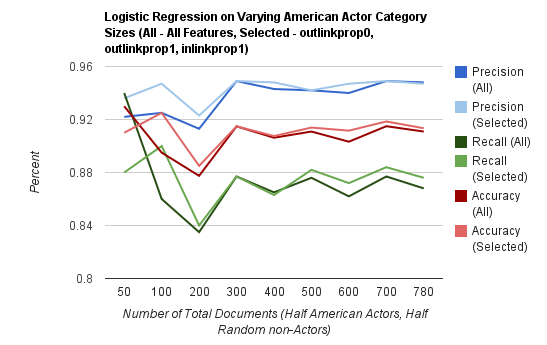 Logistic Regression on Varying American Actor Category
Sizes (All - All Features, Selected - outlinkprop0,
outlinkprop1, inlinkprop1)
0.96
0.92
0.88
0.84
0.8
Percent
50 100 200 300 400 500 600 700 780
Number of Total Documents (Half American Actors, Half
Random non-Actors)
Precision
(All)
Precision
(Selected)
Recall (All)
Recall
(Selected)
Accuracy
(All)
Accuracy
(Selected)